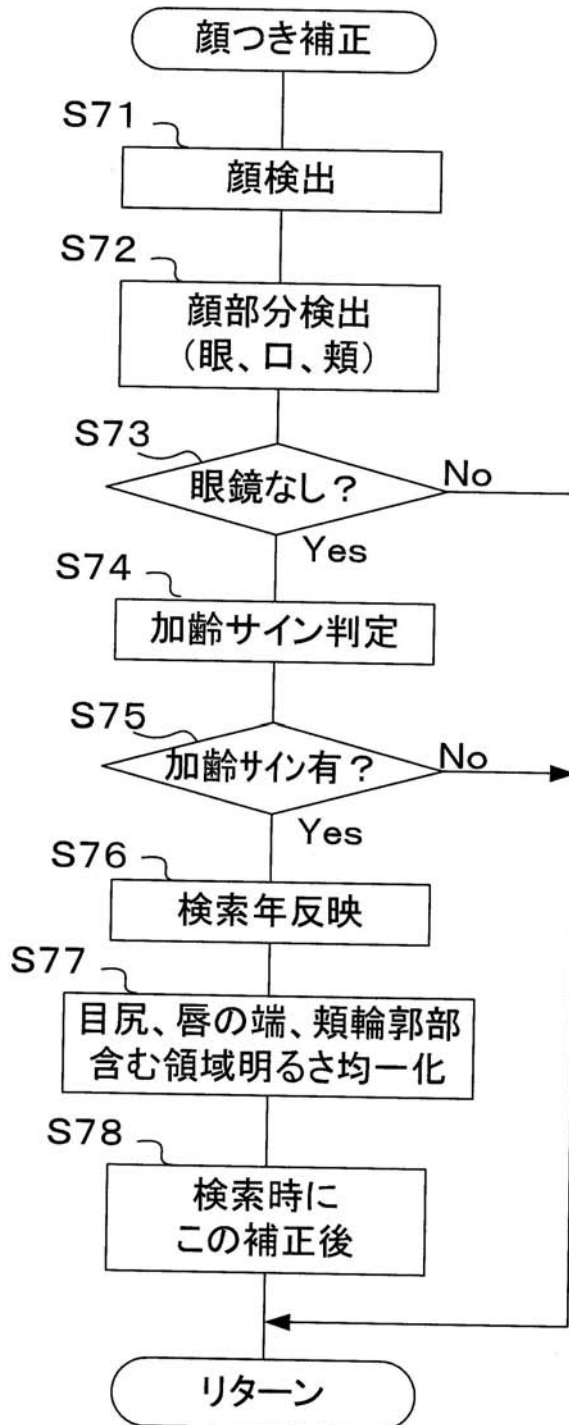 顔つき補正
S71
顔検出
S72
顔部分検出
(眼、口、頬)
S73
眼鏡なし?
No
Yes
S74
加齢サイン判定
S75
加齢サイン有?
No
Yes
S76
検索年反映
S77
目尻、唇の端、頬輪郭部
含む領域明るさ均一化
S78
検索時に
この補正後
リターン